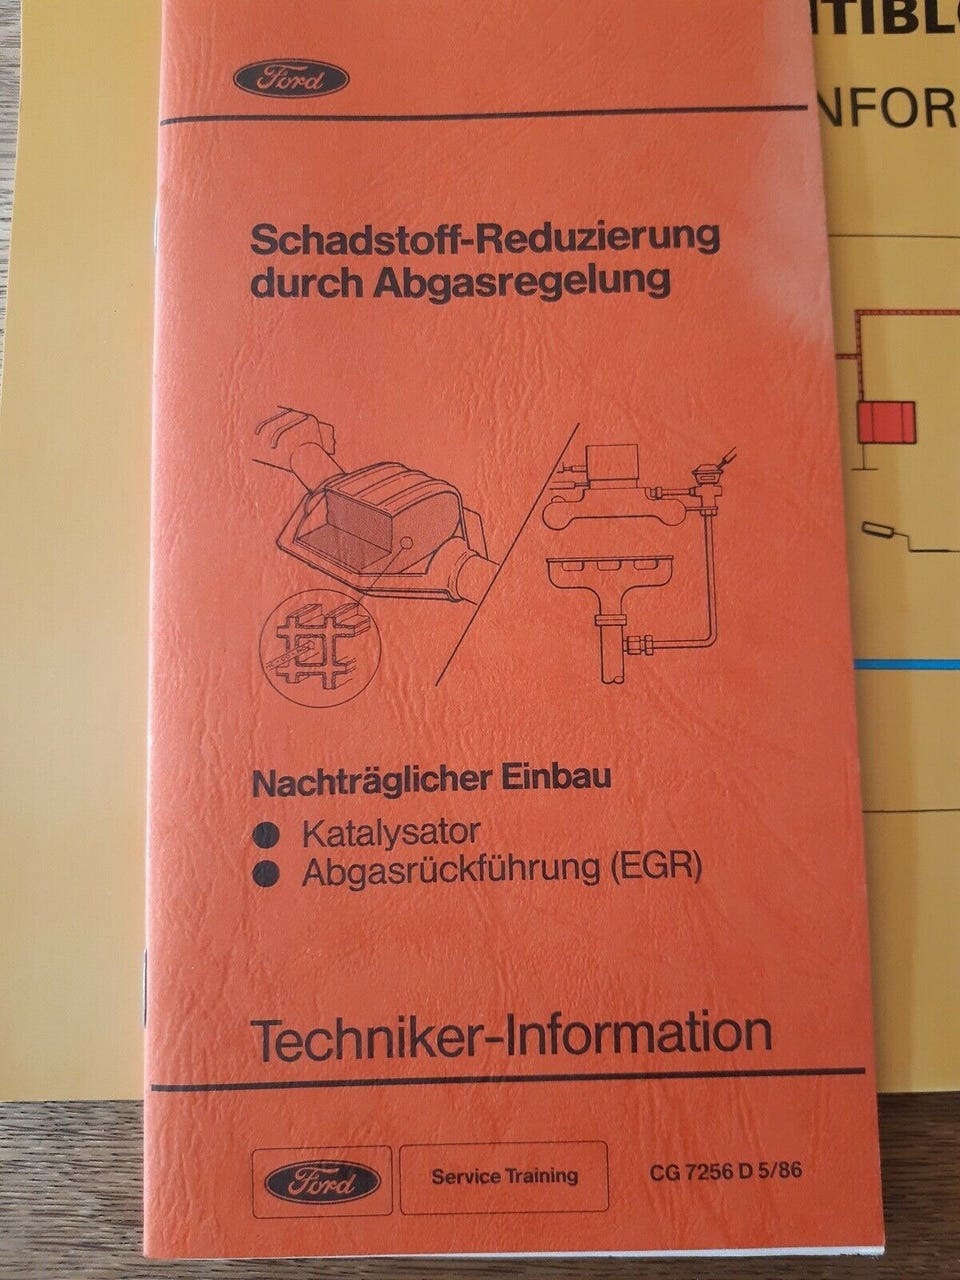 Ford
Schadstoff-Reduzierung
durch Abgasregelung
Nachträglicher Einbau
● Katalysator
● Abgasrückführung (EGR)
Techniker-Information
Ford
Service Training
CG 7256 D 5/86